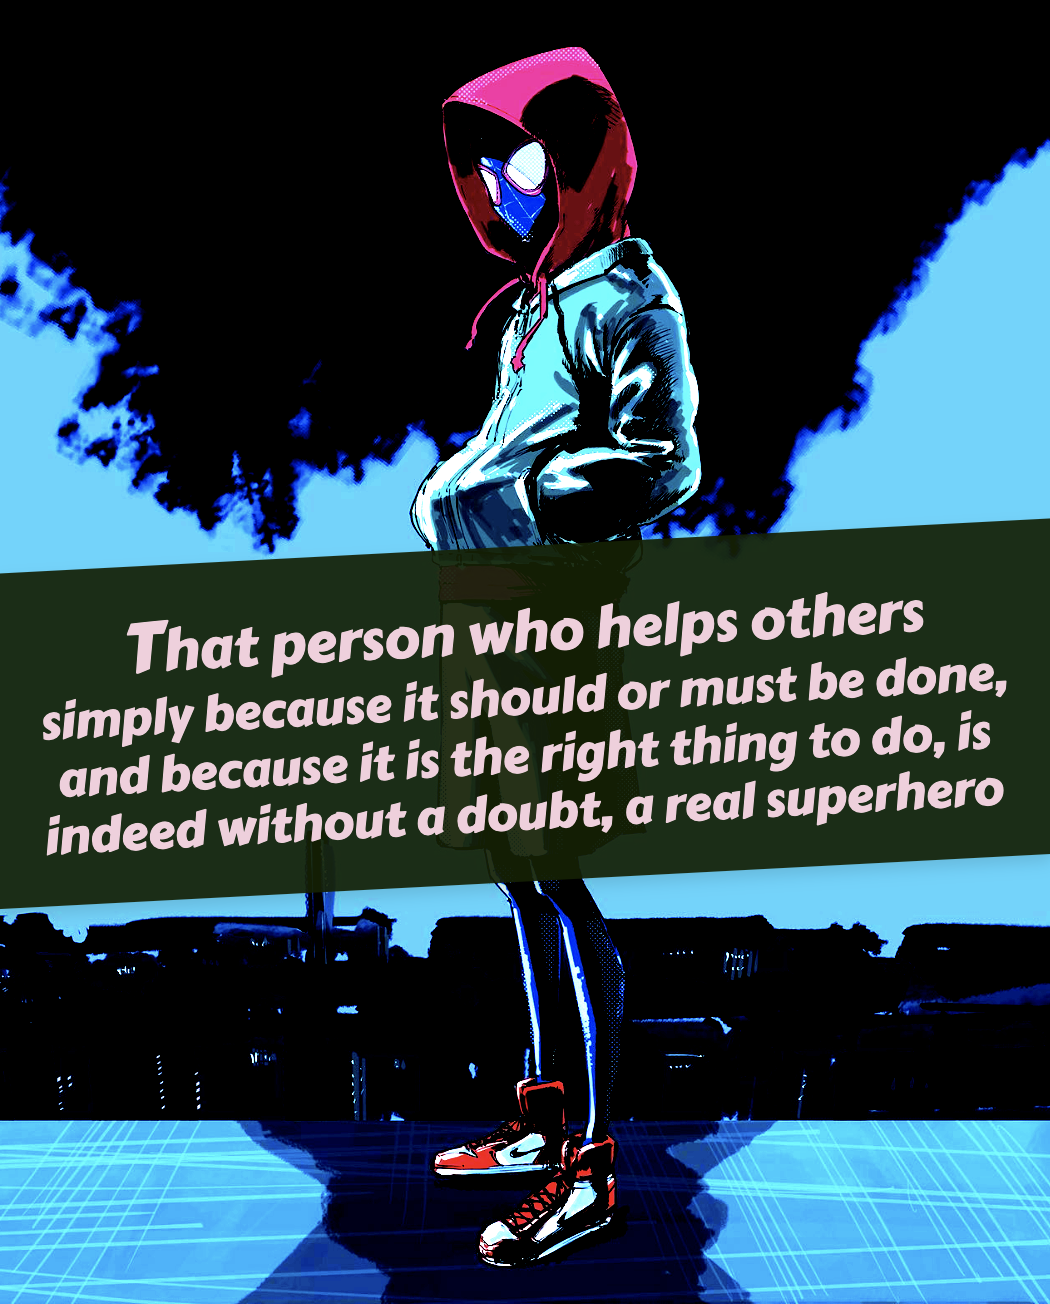 That person who helps others
simply because it should or must be done,
and because it is the right thing to do, is
indeed without a doubt, a real superhero